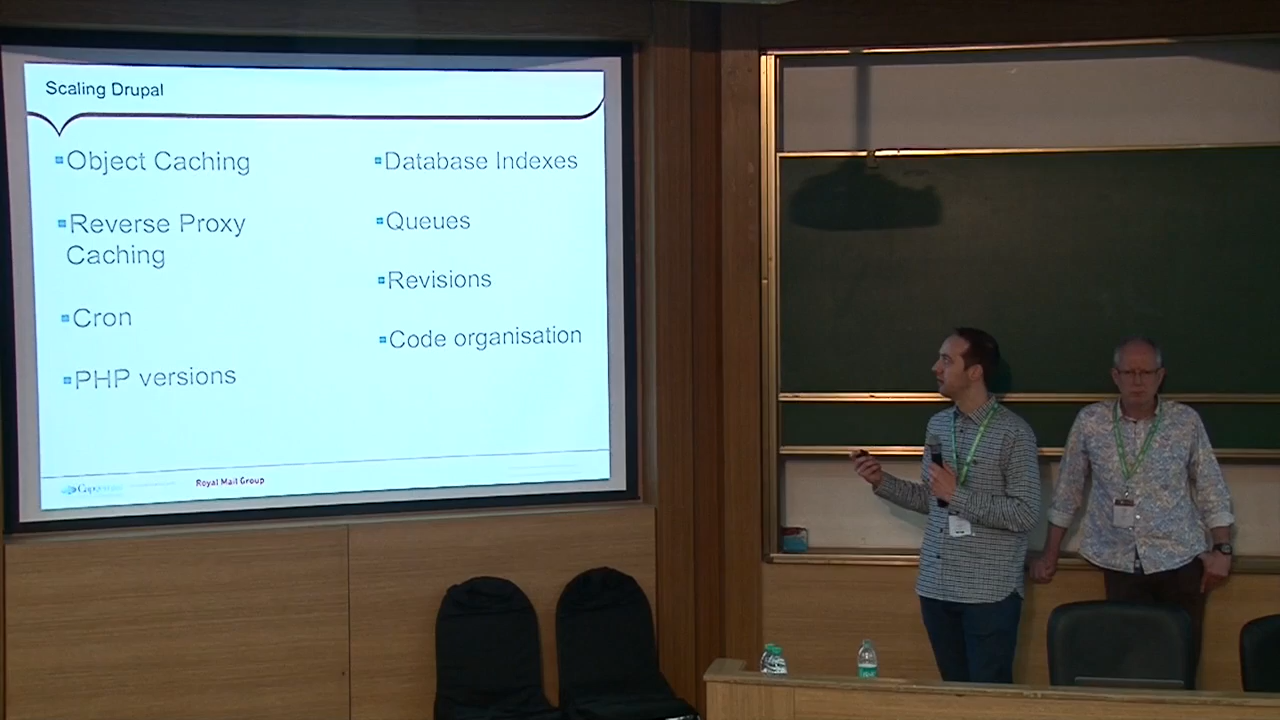 Scaling Drupal
Object Caching
Reverse Proxy
Caching
Cron
PHP versions
Database Indexes
Queues
Revisions
Code organisation
Royal Mail Group